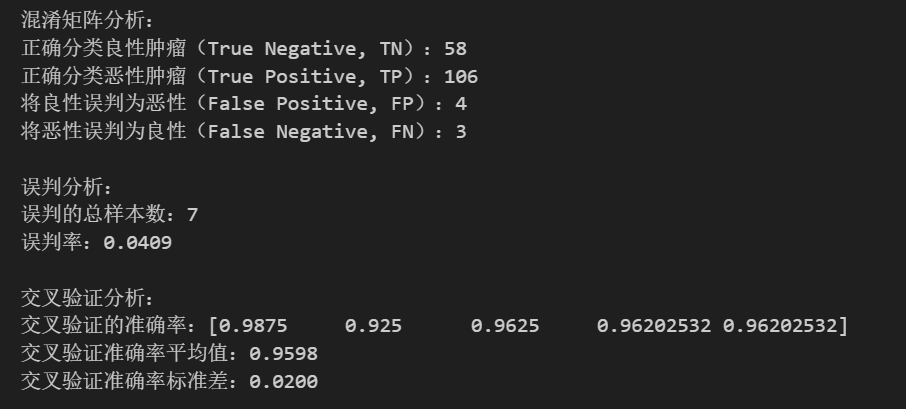 混淆矩阵分析：
正确分类良性肿瘤（True Negative, TN）：58
正确分类恶性肿瘤（True Positive, TP）：106
将良性误判为恶性（False Positive, FP）：4
将恶性误判为良性（False Negative, FN）：3
误判分析：
误判的总样本数：7
误判率：0.0409
交叉验证分析：
交叉验证的准确率：[0.9875     0.925      0.9625     0.96202532 0.96202532]
交叉验证准确率平均值：0.9598
交叉验证准确率标准差：0.0200